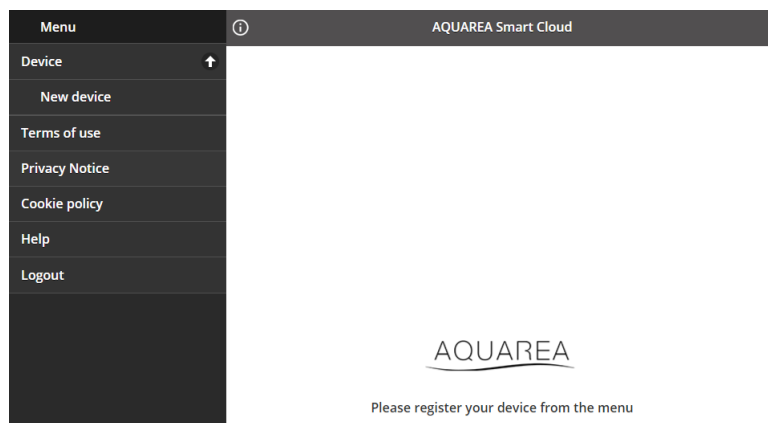 Menu
AQUAREA Smart Cloud
Device
New device
Terms of use
Privacy Notice
Cookie policy
Help
Logout
AQUAREA
Please register your device from the menu